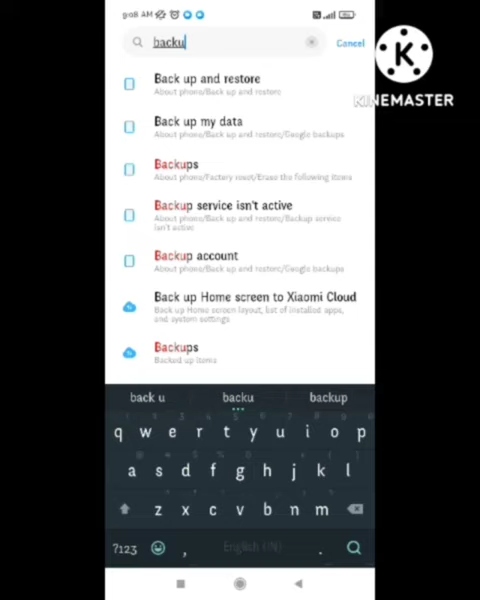 9:08 AM
backu
Cancel
K
KINEMASTER
Back up and restore
About phone/Back up and restore
Back up my data
About phone/Back up and restore/Google backups
Backups
About phone/Factory reset/Erase the following items
Backup service isn't active
About phone/Back up and restore/Backup service
isn't active
Backup account
About phone/Back up and restore/Google backups
Back up Home screen to Xiaomi Cloud
Back up Home screen layout, list of installed apps,
and system settings
Backups
Backed up items
back u backu backup
q w e r t y u i o p
a s d f g h j k l
z x c v b n m
?123 , English (IN) .